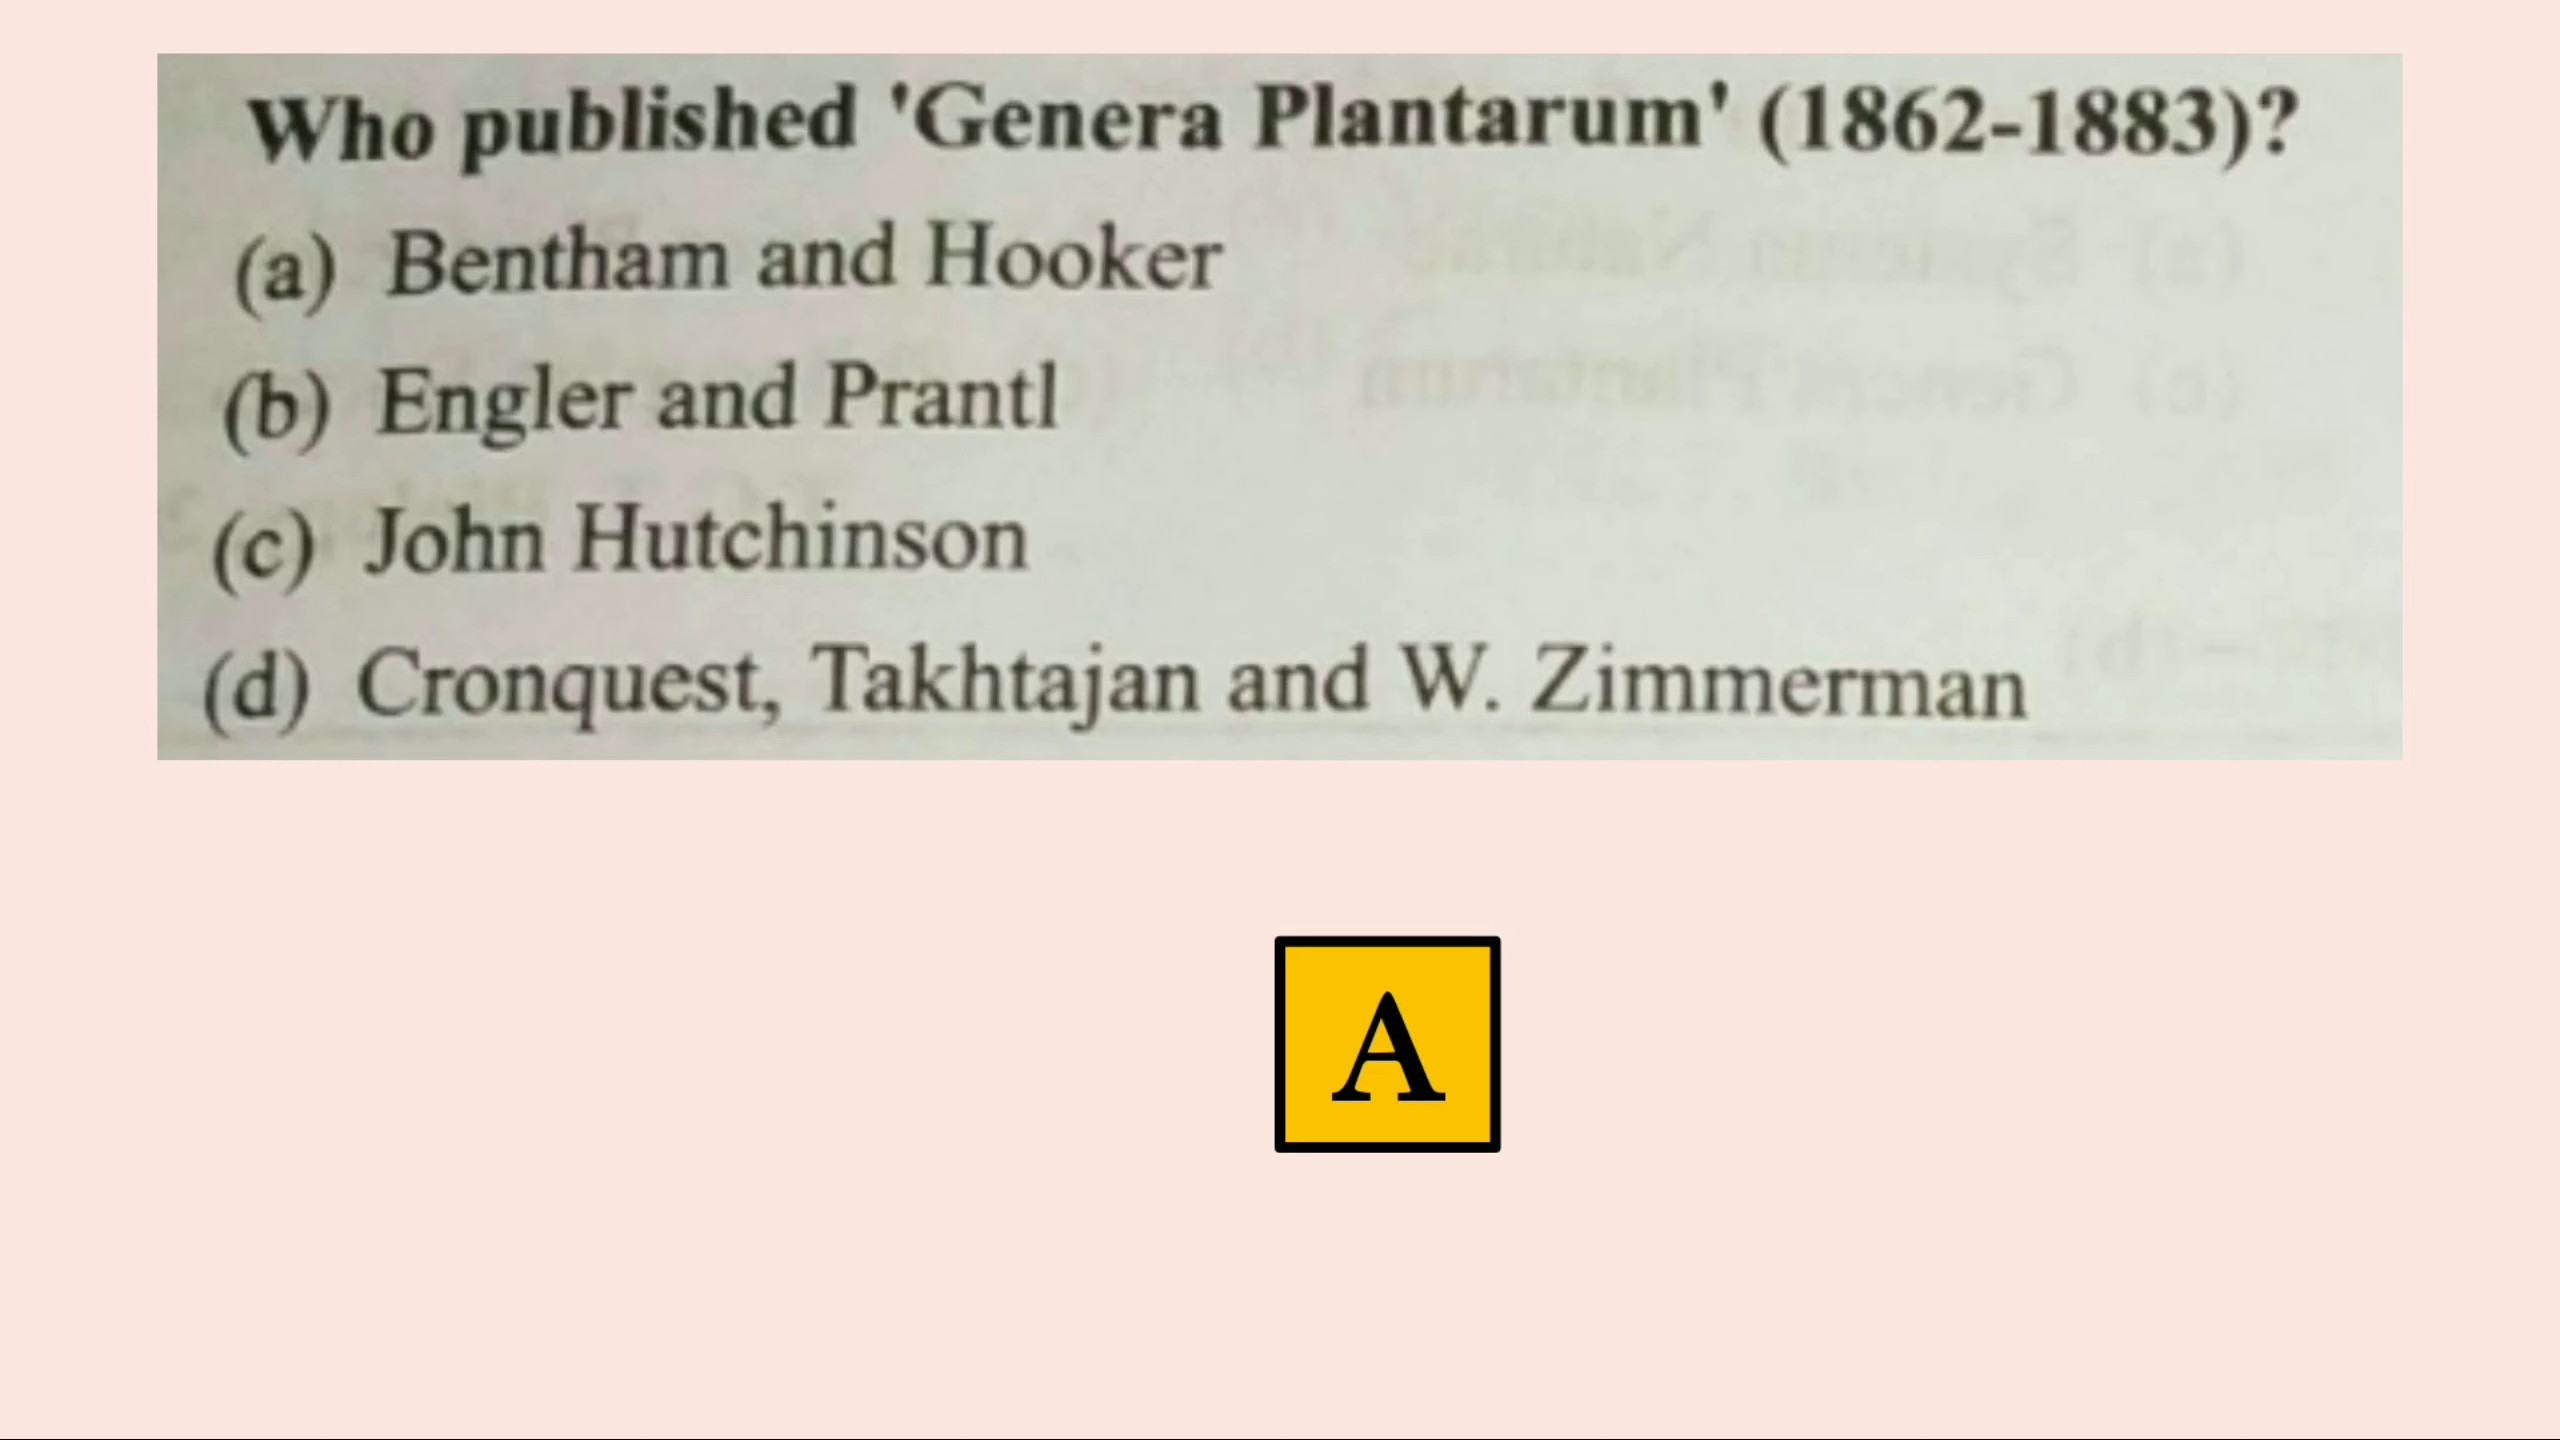 Who published 'Genera Plantarum' (1862-1883)?
(a) Bentham and Hooker
(b) Engler and Prantl
(c) John Hutchinson
(d) Cronquest, Takhtajan and W. Zimmerman
A